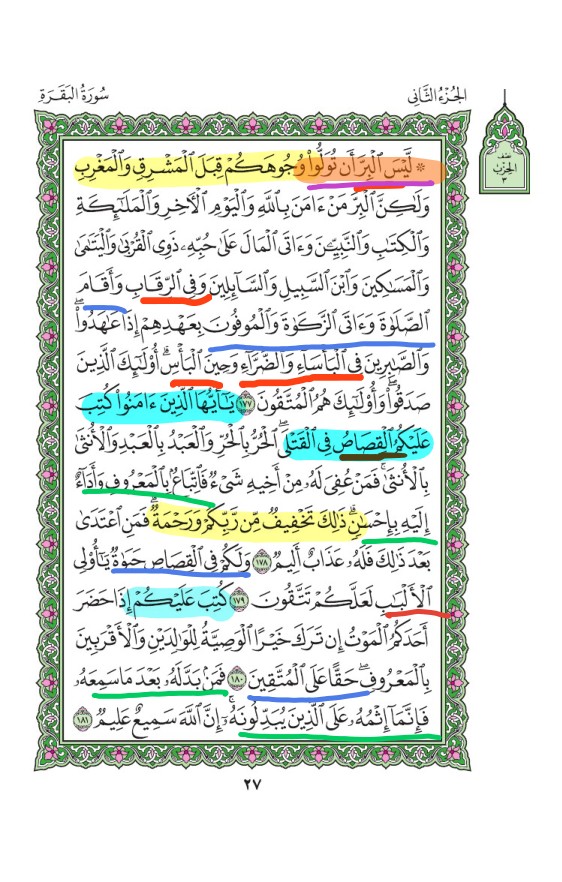 سُورَةُ البَقَرَةِ
الجُزْءُ الثَّانِي
نصف
الحزب
٣
۞ لَّيْسَ ٱلْبِرَّ أَن تُوَلُّوا۟ وُجُوهَكُمْ قِبَلَ ٱلْمَشْرِقِ وَٱلْمَغْرِبِ
وَلَٰكِنَّ ٱلْبِرَّ مَنْ ءَامَنَ بِٱللَّهِ وَٱلْيَوْمِ ٱلْأَخِرِ وَٱلْمَلَٰٓئِكَةِ
وَٱلْكِتَٰبِ وَٱلنَّبِيِّـۧنَ وَءَاتَى ٱلْمَالَ عَلَىٰ حُبِّهِۦ ذَوِى ٱلْقُرْبَىٰ وَٱلْيَتَٰمَىٰ
وَٱلْمَسَٰكِينَ وَٱبْنَ ٱلسَّبِيلِ وَٱلسَّآئِلِينَ وَفِى ٱلرِّقَابِ وَأَقَامَ
ٱلصَّلَوٰةَ وَءَاتَى ٱلزَّكَوٰةَ وَٱلْمُوفُونَ بِعَهْدِهِمْ إِذَا عَٰهَدُوا۟ۖ
وَٱلصَّٰبِرِينَ فِى ٱلْبَأْسَآءِ وَٱلضَّرَّآءِ وَحِينَ ٱلْبَأْسِۗ أُو۟لَٰٓئِكَ ٱلَّذِينَ
صَدَقُوا۟ۖ وَأُو۟لَٰٓئِكَ هُمُ ٱلْمُتَّقُونَ ١٧٧ يَٰٓأَيُّهَا ٱلَّذِينَ ءَامَنُوا۟ كُتِبَ
عَلَيْكُمُ ٱلْقِصَاصُ فِى ٱلْقَتْلَىۖ ٱلْحُرُّ بِٱلْحُرِّ وَٱلْعَبْدُ بِٱلْعَبْدِ وَٱلْأُنثَىٰ
بِٱلْأُنثَىٰۚ فَمَنْ عُفِىَ لَهُۥ مِنْ أَخِيهِ شَىْءٌ فَٱتِّبَاعٌۢ بِٱلْمَعْرُوفِ وَأَدَآءٌ
إِلَيْهِ بِإِحْسَٰنٍۗ ذَٰلِكَ تَخْفِيفٌ مِّن رَّبِّكُمْ وَرَحْمَةٌۗ فَمَنِ ٱعْتَدَىٰ
بَعْدَ ذَٰلِكَ فَلَهُۥ عَذَابٌ أَلِيمٌ ١٧٨ وَلَكُمْ فِى ٱلْقِصَاصِ حَيَوٰةٌ يَٰٓأُو۟لِى
ٱلْأَلْبَٰبِ لَعَلَّكُمْ تَتَّقُونَ ١٧٩ كُتِبَ عَلَيْكُمْ إِذَا حَضَرَ
أَحَدَكُمُ ٱلْمَوْتُ إِن تَرَكَ خَيْرًا ٱلْوَصِيَّةُ لِلْوَٰلِدَيْنِ وَٱلْأَقْرَبِينَ
بِٱلْمَعْرُوفِۖ حَقًّا عَلَى ٱلْمُتَّقِينَ ١٨٠ فَمَنۢ بَدَّلَهُۥ بَعْدَ مَا سَمِعَهُۥ
فَإِنَّمَآ إِثْمُهُۥ عَلَى ٱلَّذِينَ يُبَدِّلُونَهُۥٓۚ إِنَّ ٱللَّهَ سَمِيعٌ عَلِيمٌ ١٨١
٢٧